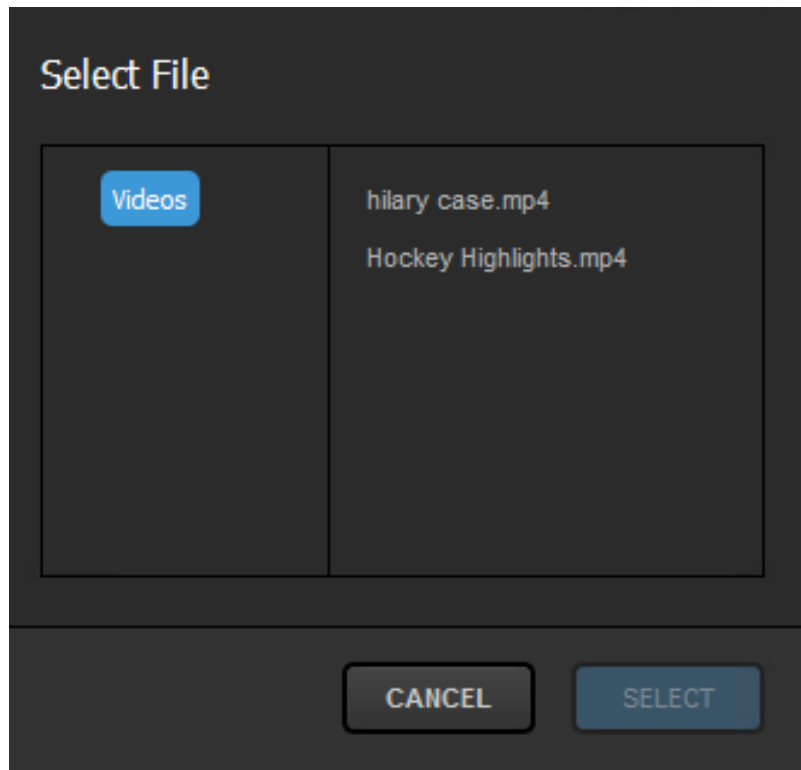 Select File
Videos
hilary case.mp4
Hockey Highlights.mp4
CANCEL
SELECT